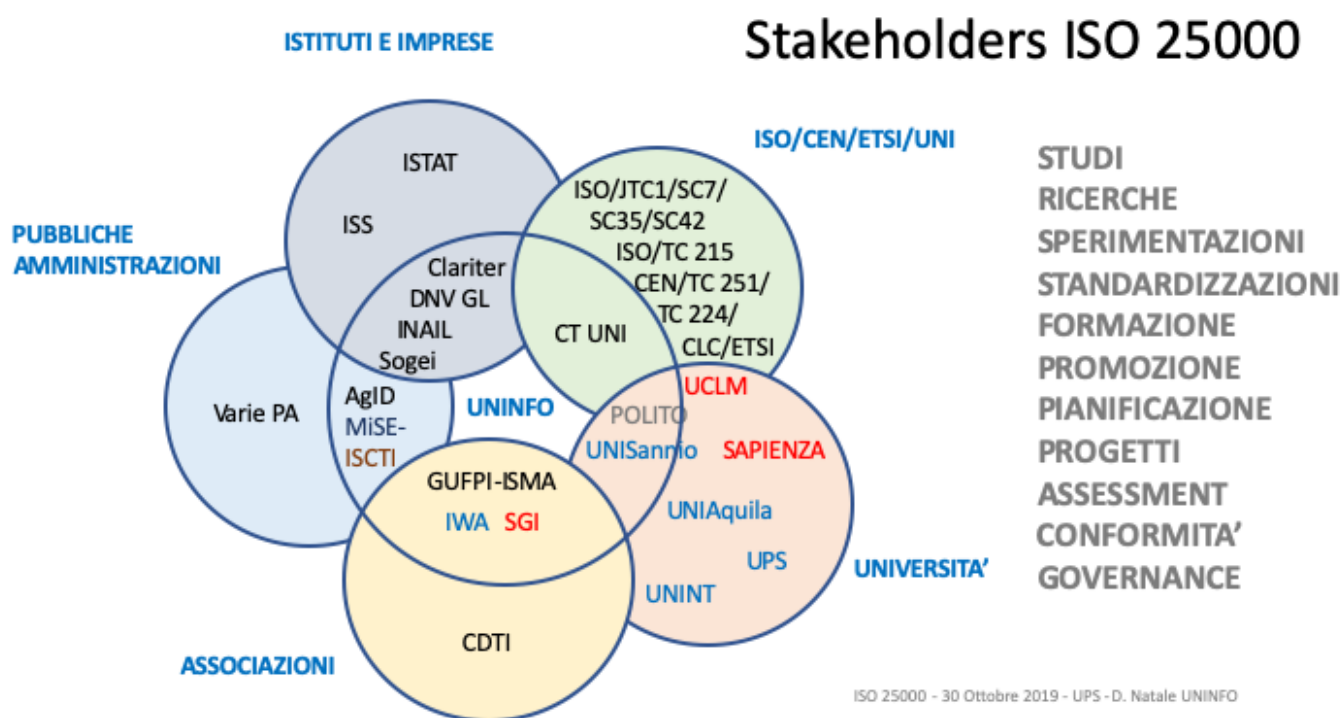 Stakeholders ISO 25000
ISTITUTI E IMPRESE
ISO/CEN/ETSI/UNI
PUBBLICHE
AMMINISTRAZIONI
ISTAT
ISS
Clariter
DNV GL
INAIL
Sogei
ISO/JTC1/SC7/
SC35/SC42
ISO/TC 215
CEN/TC 251/
TC 224/
CLC/ETSI
CT UNI
Varie PA
AgID
MiSE-
ISCTI
UNINFO
UCLM
POLITO
UNISannio
SAPIENZA
UNIAquila
UPS
UNINT
UNIVERSITA’
GUFPI-ISMA
IWA SGI
CDTI
ASSOCIAZIONI
STUDI
RICERCHE
SPERIMENTAZIONI
STANDARDIZZAZIONI
FORMAZIONE
PROMOZIONE
PIANIFICAZIONE
PROGETTI
ASSESSMENT
CONFORMITA’
GOVERNANCE
ISO 25000 - 30 Ottobre 2019 - UPS - D. Natale UNINFO